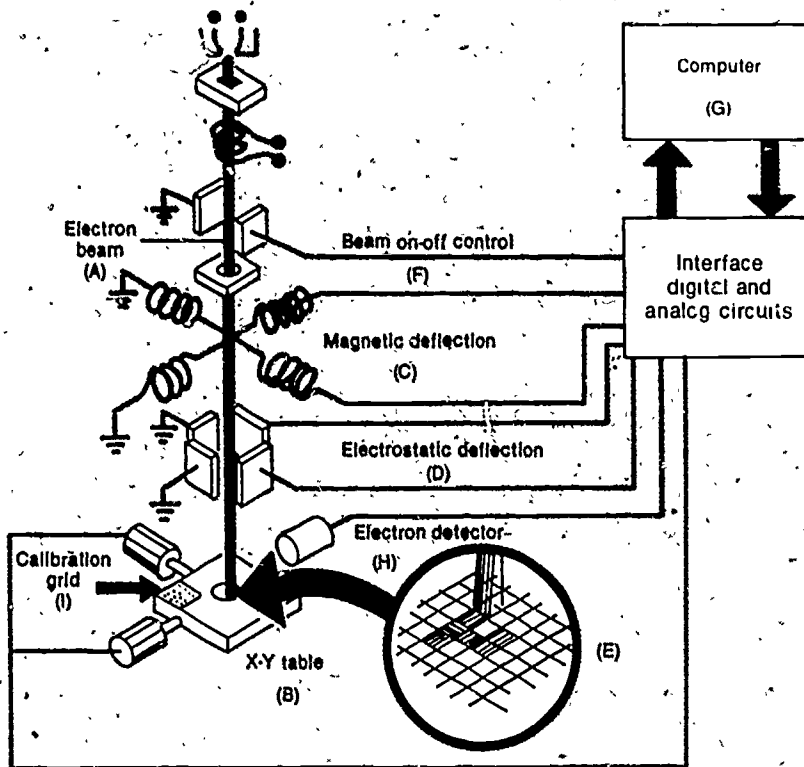 Computer
(G)
Electron
beam
(A)
Beam on-off control
(F)
Interface
digital and
analog circuits
Magnetic deflection
(C)
Electrostatic deflection
(D)
Electron detector
(H)
Calibration
grid
(I)
(E)
X-Y table
(B)